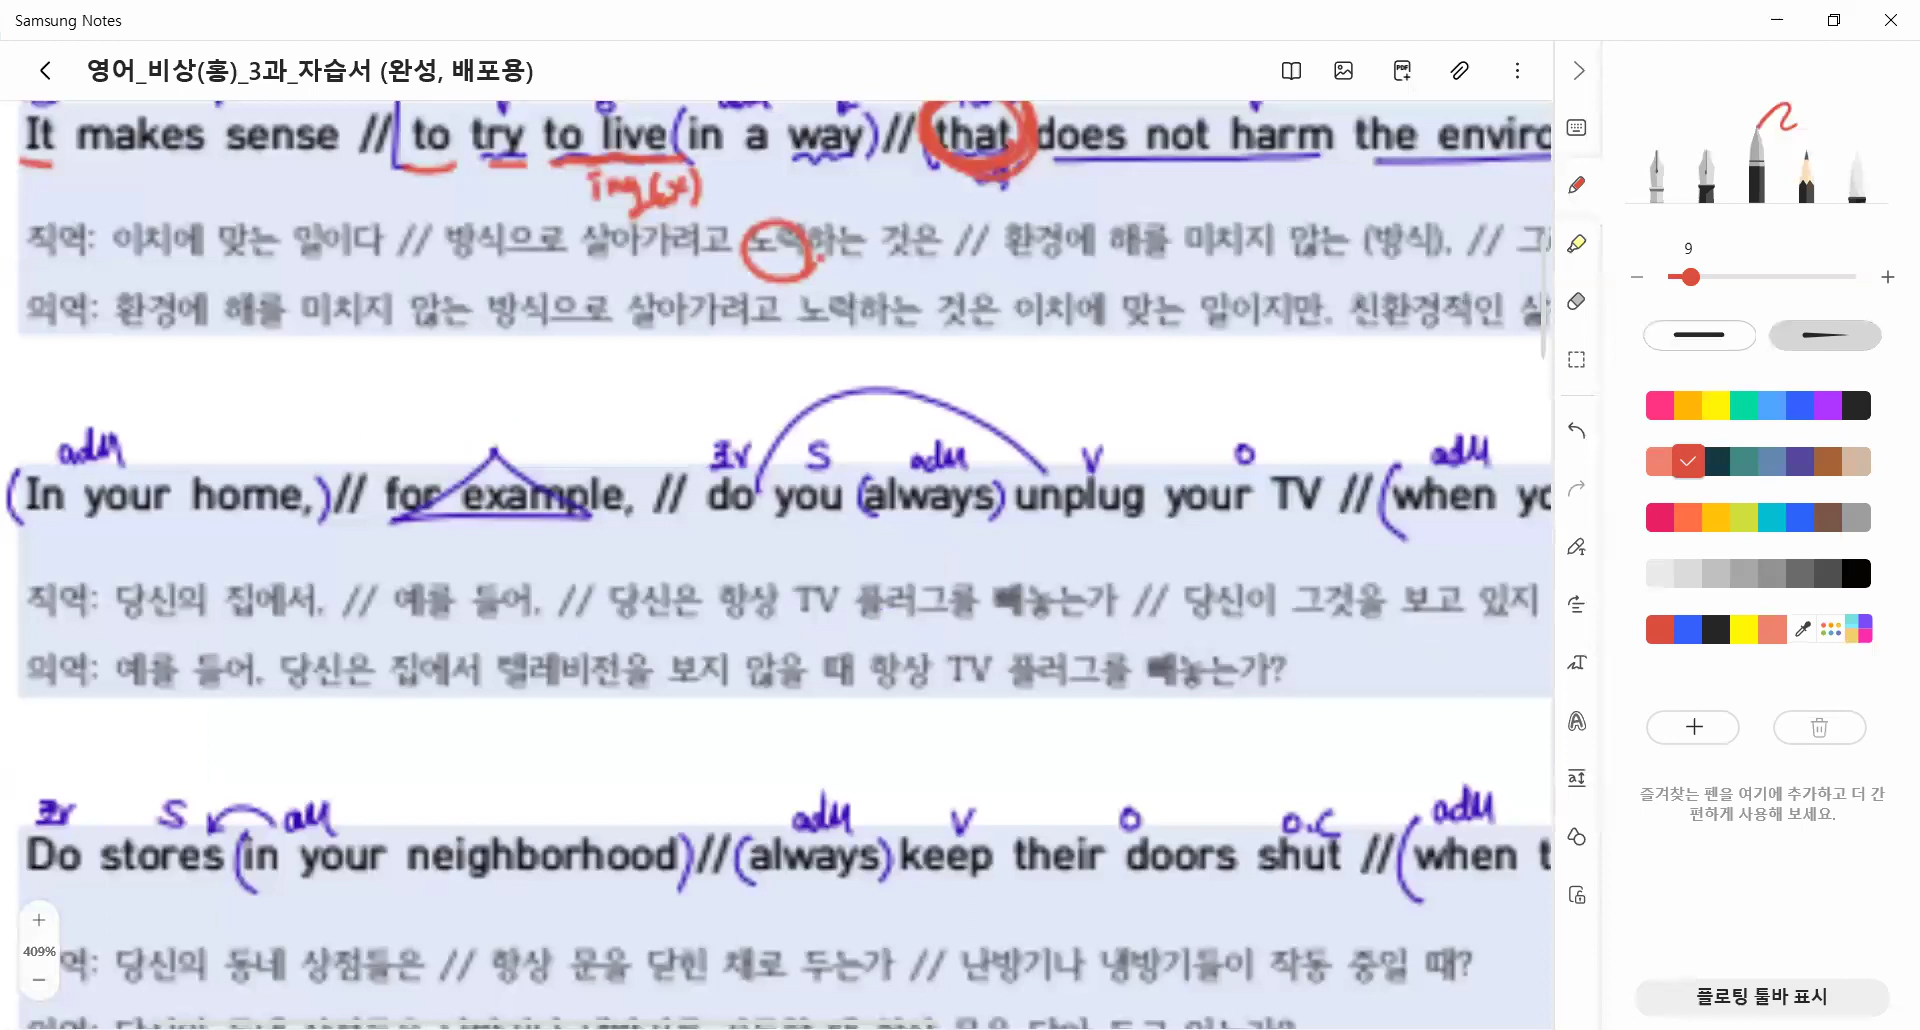 Samsung Notes
영어_비상(홍)_3과_자습서 (완성, 배포용)
It makes sense // to try to live (in a way) // (that does not harm the enviro
ing(x)
직역: 이치에 맞는 일이다 // 방식으로 살아가려고 노력하는 것은 // 환경에 해를 미치지 않는 (방식), //
의역: 환경에 해를 미치지 않는 방식으로 살아가려고 노력하는 것은 이치에 맞는 일이지만, 친환경적인
S V O
(In your home,) // for example, // do you (always) unplug your TV // (when yo
직역: 당신의 집에서, // 예를 들어, // 당신은 항상 TV 플러그를 빼놓는가 // 당신이 그것을 보고 있지
의역: 예를 들어, 당신은 집에서 텔레비전을 보지 않을 때 항상 TV 플러그를 빼놓는가?
S V O O.C
Do stores (in your neighborhood) // (always) keep their doors shut // (when t
역: 당신의 동네 상점들은 // 항상 문을 닫힌 채로 두는가 // 난방기나 냉방기들이 작동 중일 때?
409%
9
즐겨찾는 펜을 여기에 추가하고 더 간
편하게 사용해 보세요.
플로팅 툴바 표시